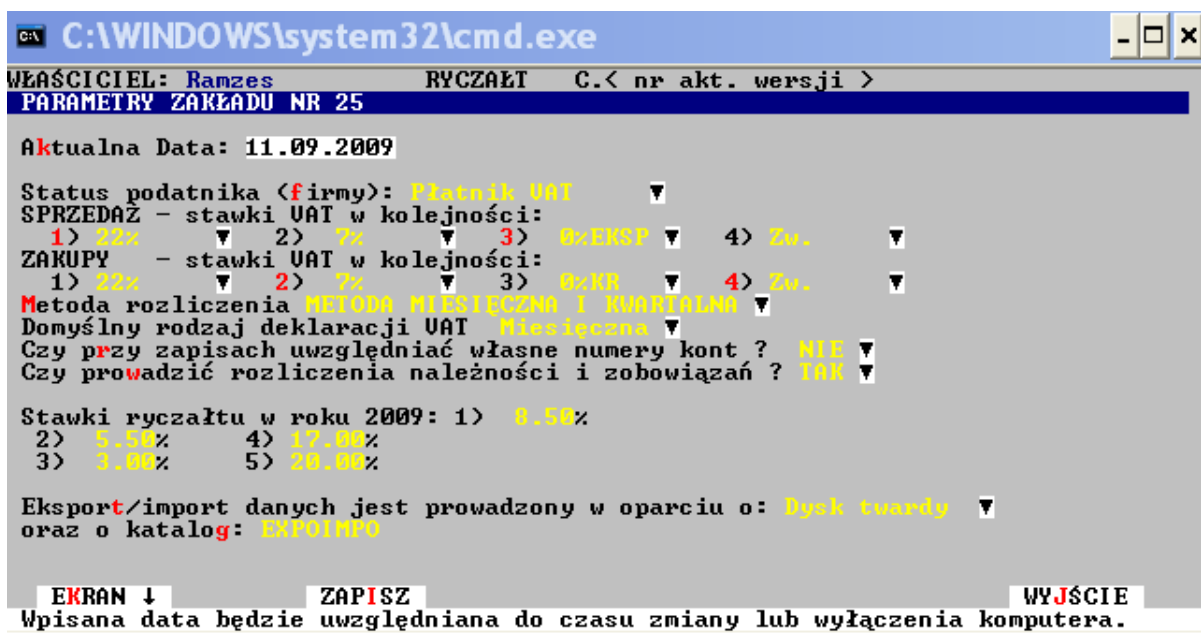 C:\WINDOWS\system32\cmd.exe
WŁAŚCICIEL: Ramzes RYCZAŁT C.< nr akt. wersji >
PARAMETRY ZAKŁADU NR 25
Aktualna Data: 11.09.2009
Status podatnika (firmy): Płatnik VAT ▼
SPRZEDAŻ - stawki VAT w kolejności:
1) 22% ▼ 2) 7% ▼ 3) 0%EKSP ▼ 4) Zw. ▼
ZAKUPY - stawki VAT w kolejności:
1) 22% ▼ 2) 7% ▼ 3) 0%KR ▼ 4) Zw. ▼
Metoda rozliczenia METODA MIESIĘCZNA I KWARTALNA ▼
Domyślny rodzaj deklaracji VAT Miesięczna ▼
Czy przy zapisach uwzględniać własne numery kont ? NIE ▼
Czy prowadzić rozliczenia należności i zobowiązań ? TAK ▼
Stawki ryczałtu w roku 2009: 1) 8.50%
2) 5.50% 4) 17.00%
3) 3.00% 5) 20.00%
Eksport/import danych jest prowadzony w oparciu o: Dysk twardy ▼
oraz o katalog: EXPOIMPO
EKRAN ↓ ZAPISZ WYJŚCIE
Wpisana data będzie uwzględniana do czasu zmiany lub wyłączenia komputera.